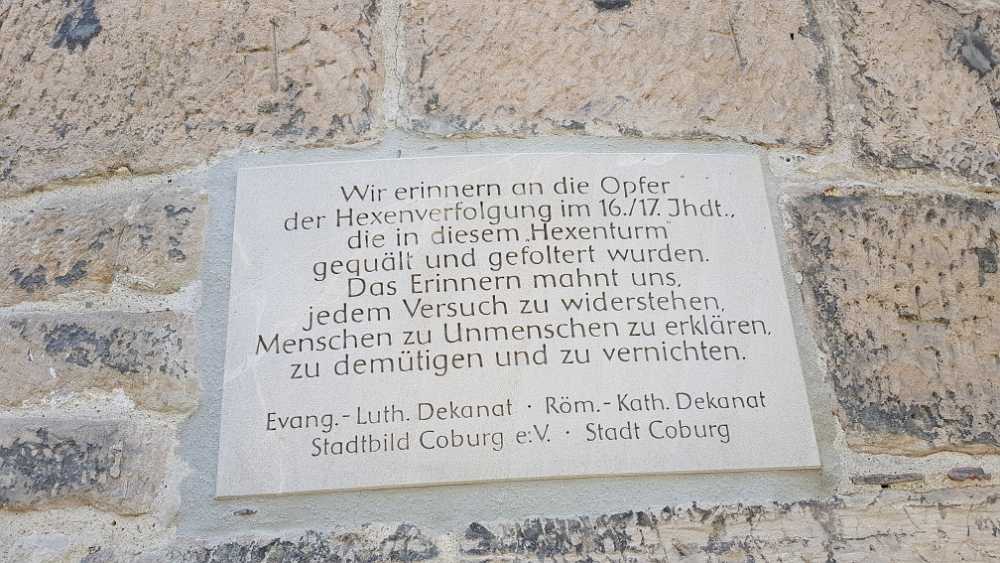 Wir erinnern an die Opfer
der Hexenverfolgung im 16./17. Jhdt.,
die in diesem „Hexenturm“
gequält und gefoltert wurden.
Das Erinnern mahnt uns,
jedem Versuch zu widerstehen,
Menschen zu Unmenschen zu erklären,
zu demütigen und zu vernichten.
Evang.-Luth. Dekanat · Röm.-Kath. Dekanat
Stadtbild Coburg e.V. · Stadt Coburg